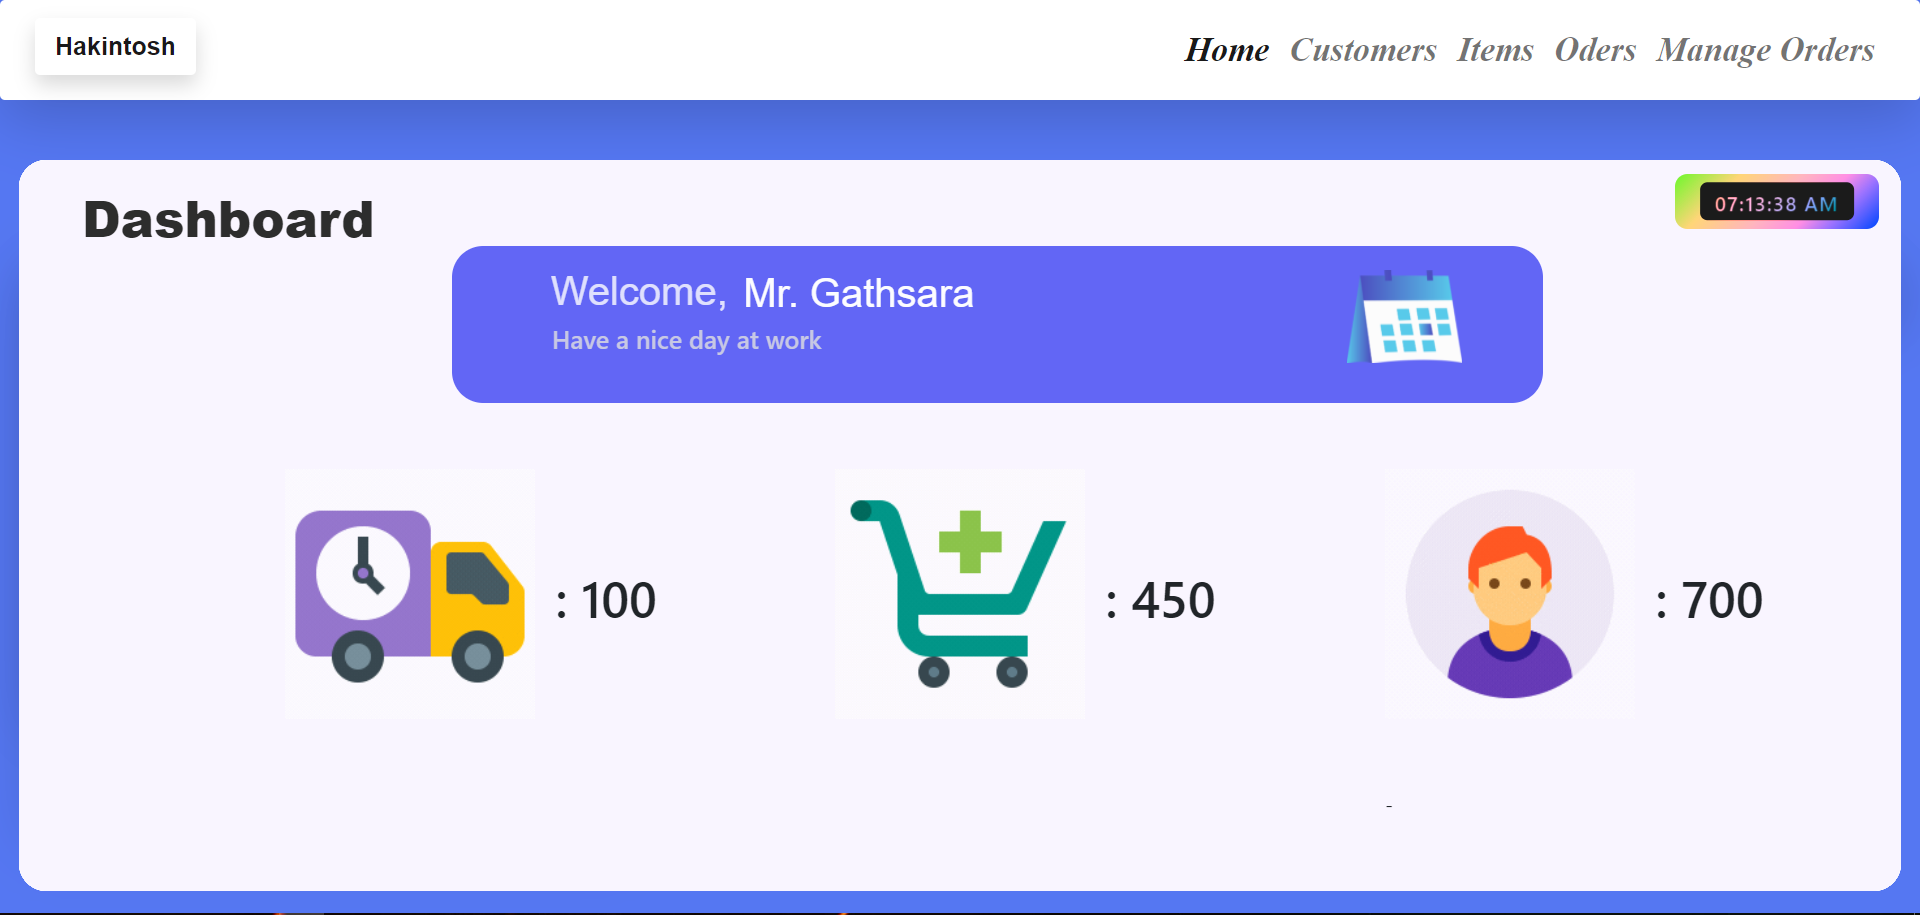 Hakintosh
Home Customers Items Oders Manage Orders
Dashboard
07:13:38 AM
Welcome, Mr. Gathsara
Have a nice day at work
: 100
: 450
: 700
-